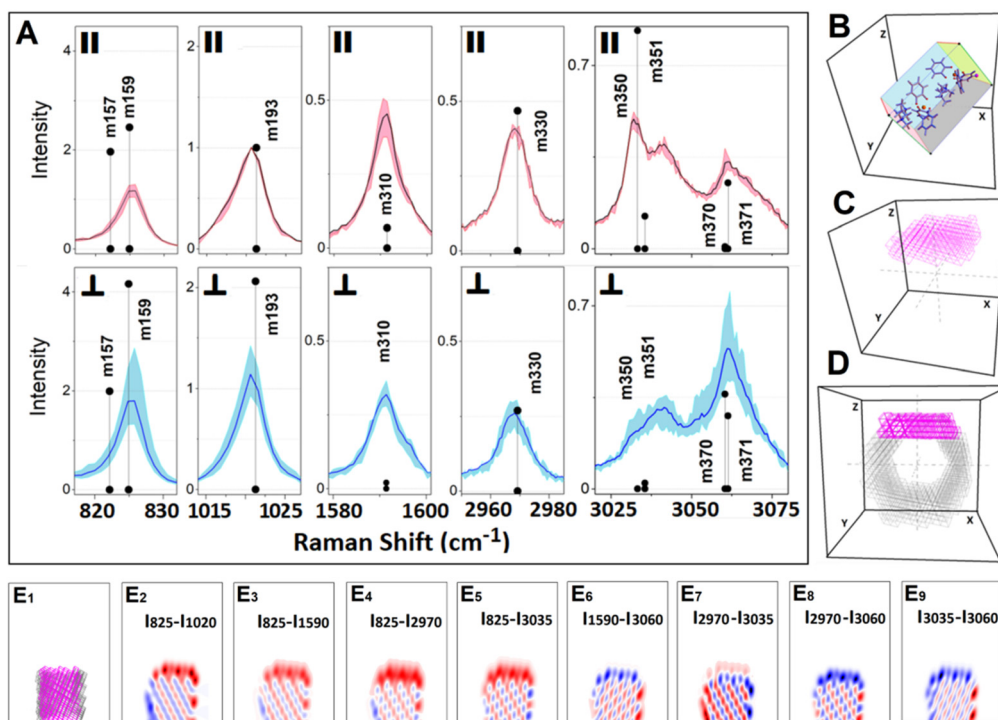 A
Intensity
II
4
2
0
m157
m159
II
2
1
0
m193
II
0.5
0
m310
II
0.5
0
m330
II
0.7
0
m350
m351
m370
m371
Intensity
⊥
4
2
0
m157
m159
820
830
⊥
2
1
0
m193
1015
1025
⊥
0.5
0
m310
1580
1600
⊥
0.5
0
m330
2960
2980
⊥
0.7
0
m350
m351
m370
m371
3025
3050
3075
Raman Shift (cm-1)
B
Z
X
Y
C
Z
X
Y
D
Z
X
Y
E1
E2
I825-I1020
E3
I825-I1590
E4
I825-I2970
E5
I825-I3035
E6
I1590-I3060
E7
I2970-I3035
E8
I2970-I3060
E9
I3035-I3060